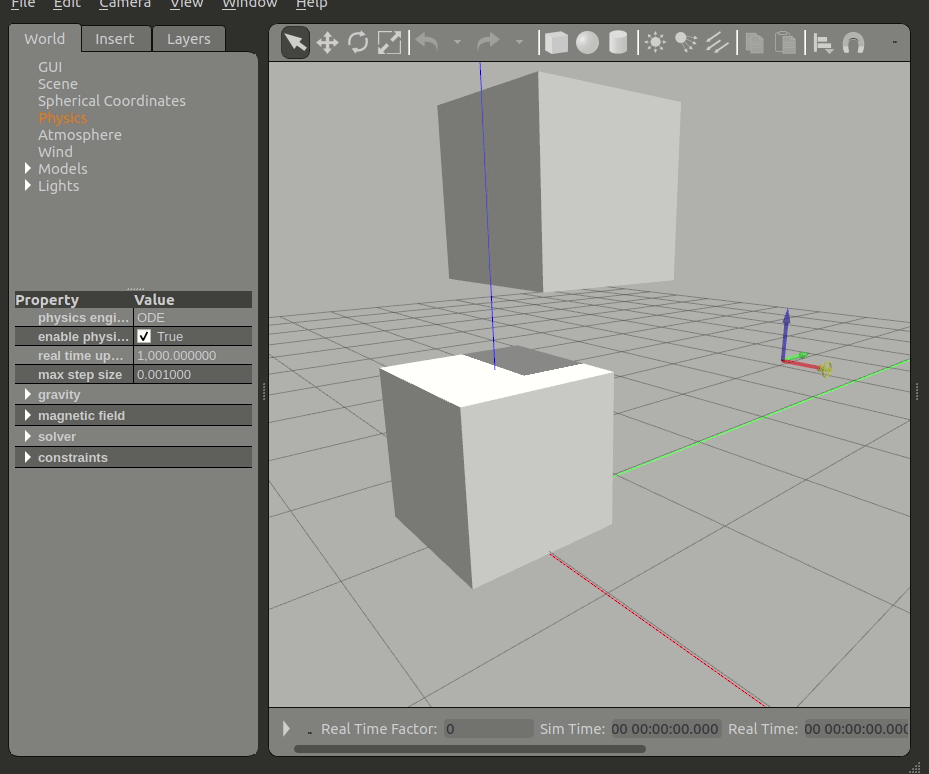 File Edit Camera View Window Help
World Insert Layers
GUI
Scene
Spherical Coordinates
Physics
Atmosphere
Wind
Models
Lights
Property Value
physics engi... ODE
enable physi... True
real time up... 1,000.000000
max step size 0.001000
gravity
magnetic field
solver
constraints
Real Time Factor: 0 Sim Time: 00 00:00:00.000 Real Time: 00 00:00:00.000